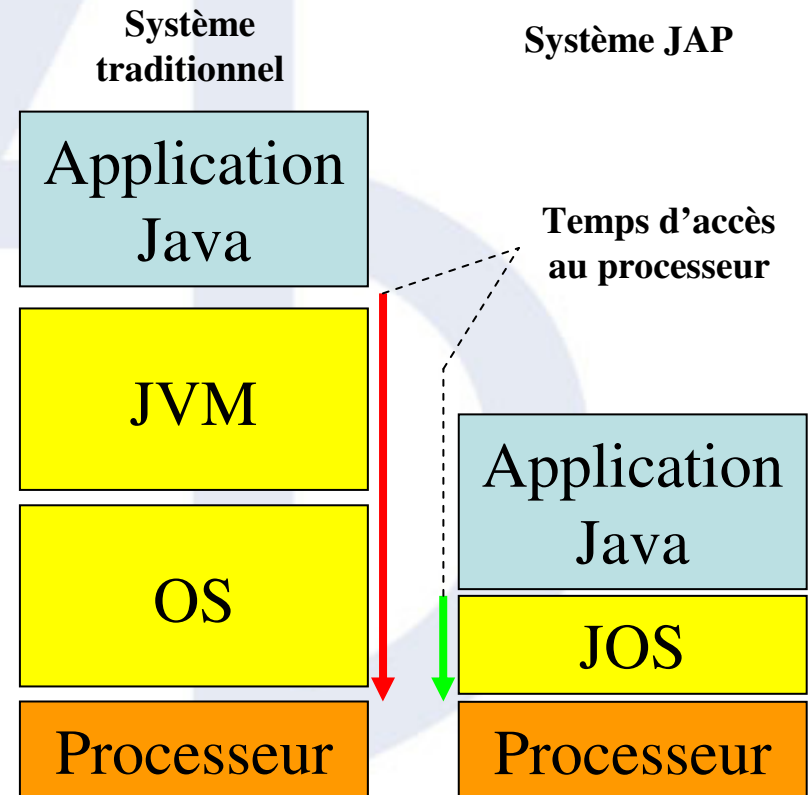 Système
traditionnel
Système JAP
Application
Java
Temps d’accès
au processeur
JVM
Application
Java
OS
JOS
Processeur
Processeur